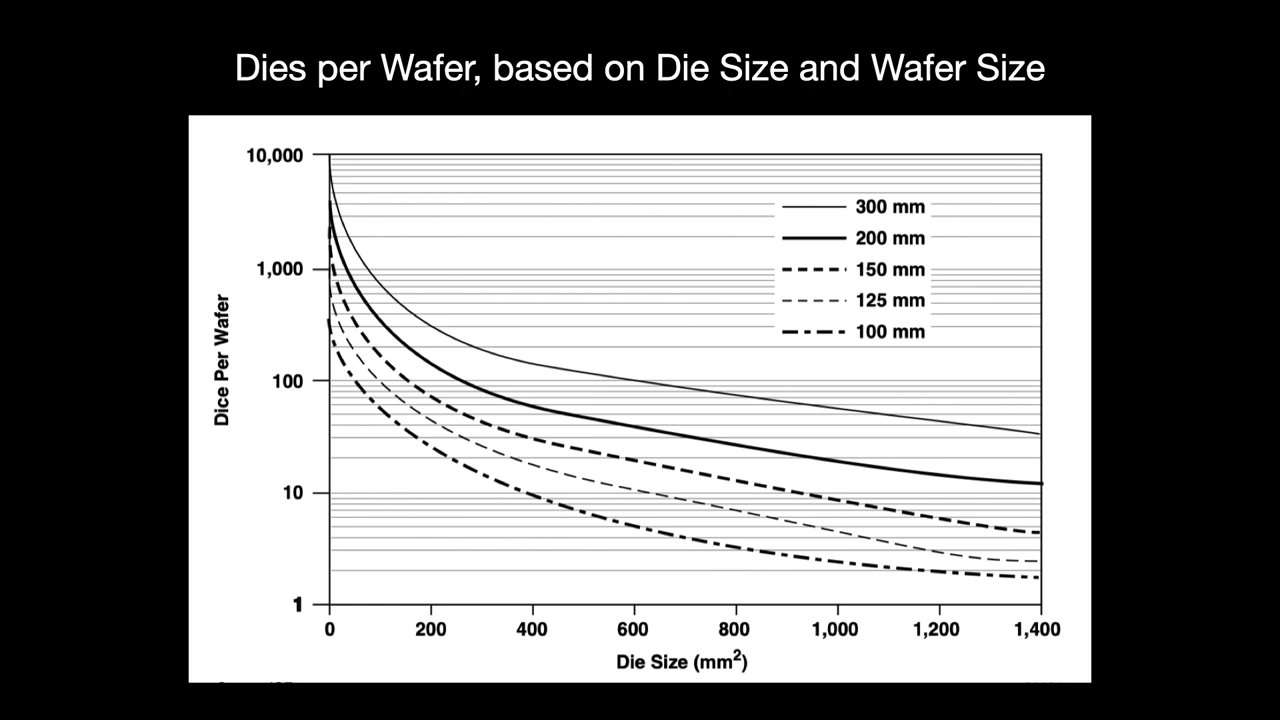 Dies per Wafer, based on Die Size and Wafer Size
10,000
1,000
100
10
1
Dice Per Wafer
300 mm
200 mm
150 mm
125 mm
100 mm
0 200 400 600 800 1,000 1,200 1,400
Die Size (mm²)